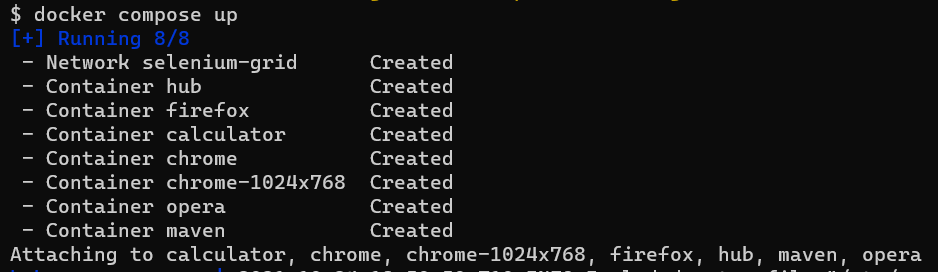 $ docker compose up
[+] Running 8/8
- Network selenium-grid Created
- Container hub Created
- Container firefox Created
- Container calculator Created
- Container chrome Created
- Container chrome-1024x768 Created
- Container opera Created
- Container maven Created
Attaching to calculator, chrome, chrome-1024x768, firefox, hub, maven, opera